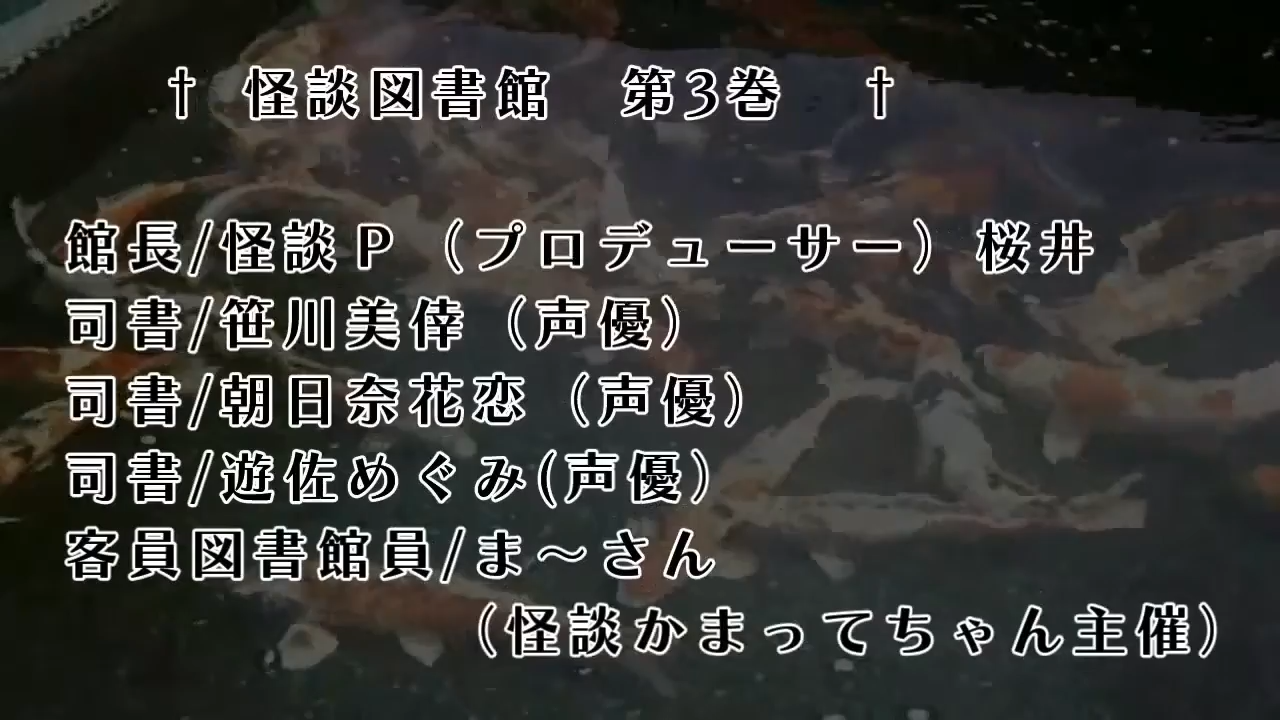 † 怪談図書館　第3巻　†
館長/怪談Ｐ（プロデューサー）桜井
司書/笹川美倖（声優）
司書/朝日奈花恋（声優）
司書/遊佐めぐみ(声優）
客員図書館員/ま～さん
（怪談かまってちゃん主催）